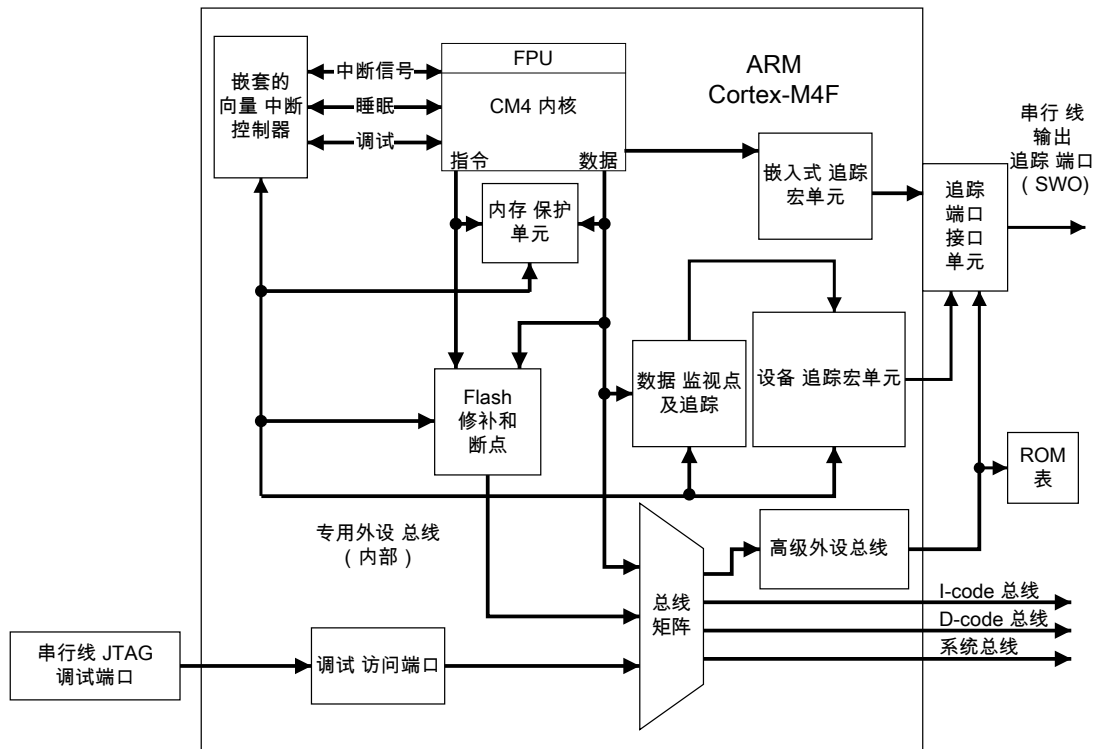 FPU
CM4 内核
指令
数据
嵌套的
向量 中断
控制器
中断信号
睡眠
调试
ARM
Cortex-M4F
串行 线
输出
追踪 端口
( SWO)
嵌入式 追踪
宏单元
追踪
端口
接口
单元
内存 保护
单元
Flash
修补和
断点
数据 监视点
及追踪
设备 追踪宏单元
ROM
表
专用外设 总线
( 内部 )
高级外设总线
总线
矩阵
I-code 总线
D-code 总线
系统总线
串行线 JTAG
调试端口
调试 访问端口